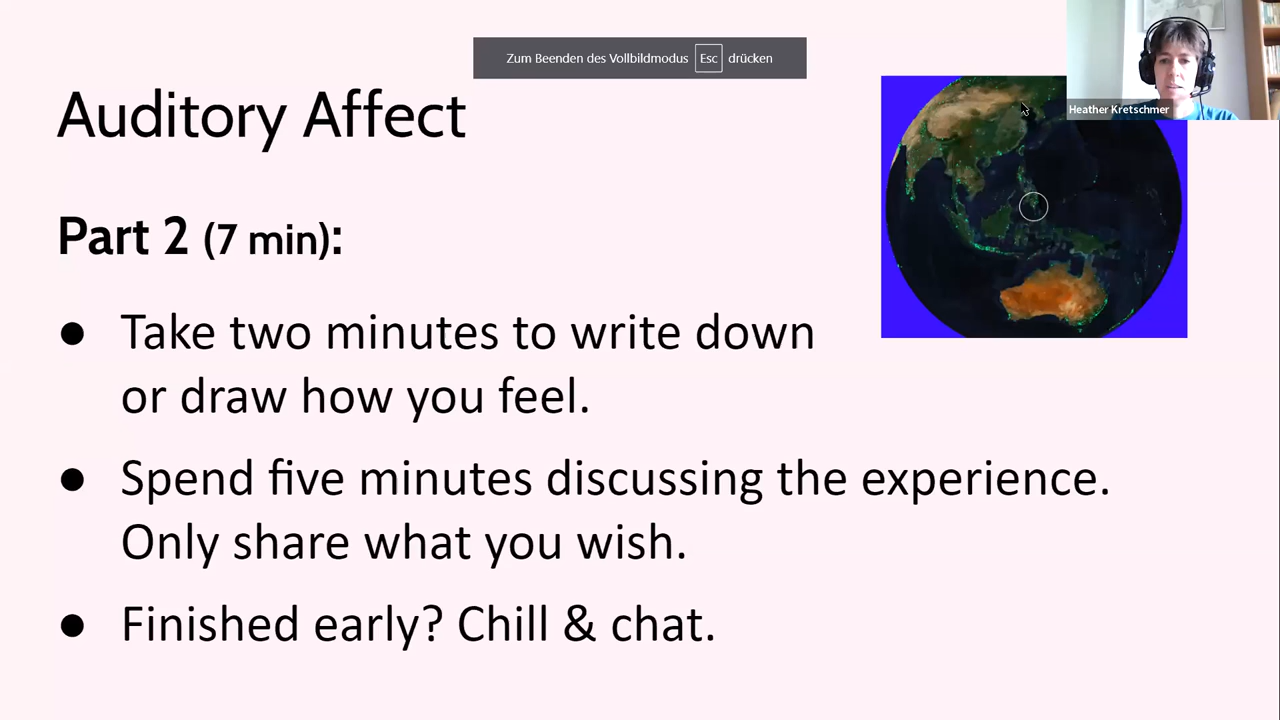 Zum Beenden des Vollbildmodus Esc drücken
Heather Kretschmer
Auditory Affect
Part 2 (7 min):
● Take two minutes to write down
or draw how you feel.
● Spend five minutes discussing the experience.
Only share what you wish.
● Finished early? Chill & chat.